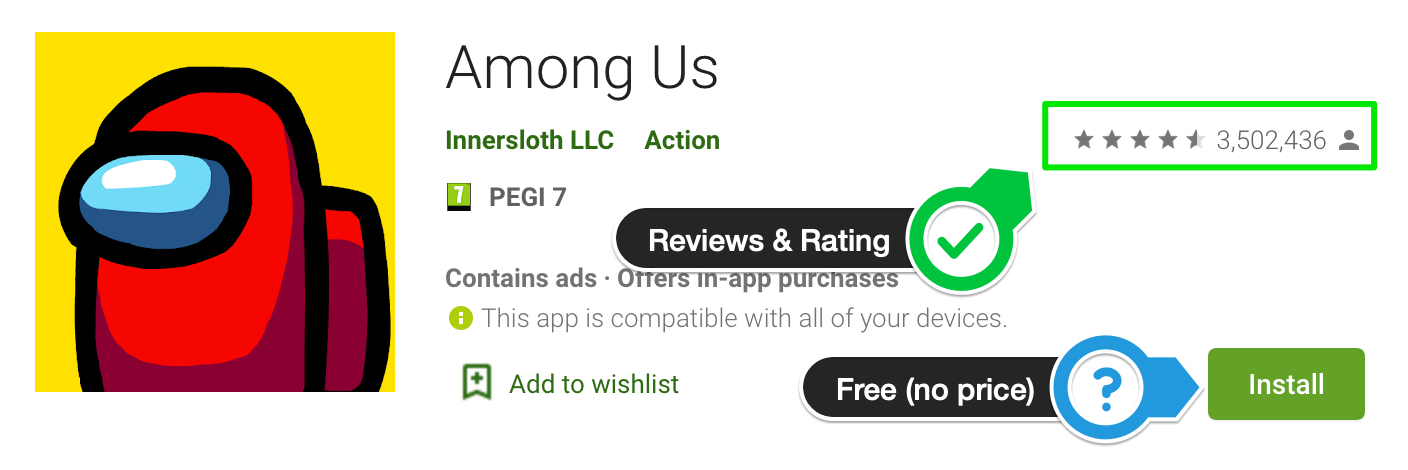 Among Us
Innersloth LLC Action
3,502,436
7 PEGI 7
Reviews & Rating
Contains ads · Offers in-app purchases
This app is compatible with all of your devices.
Add to wishlist
Free (no price)
?
Install